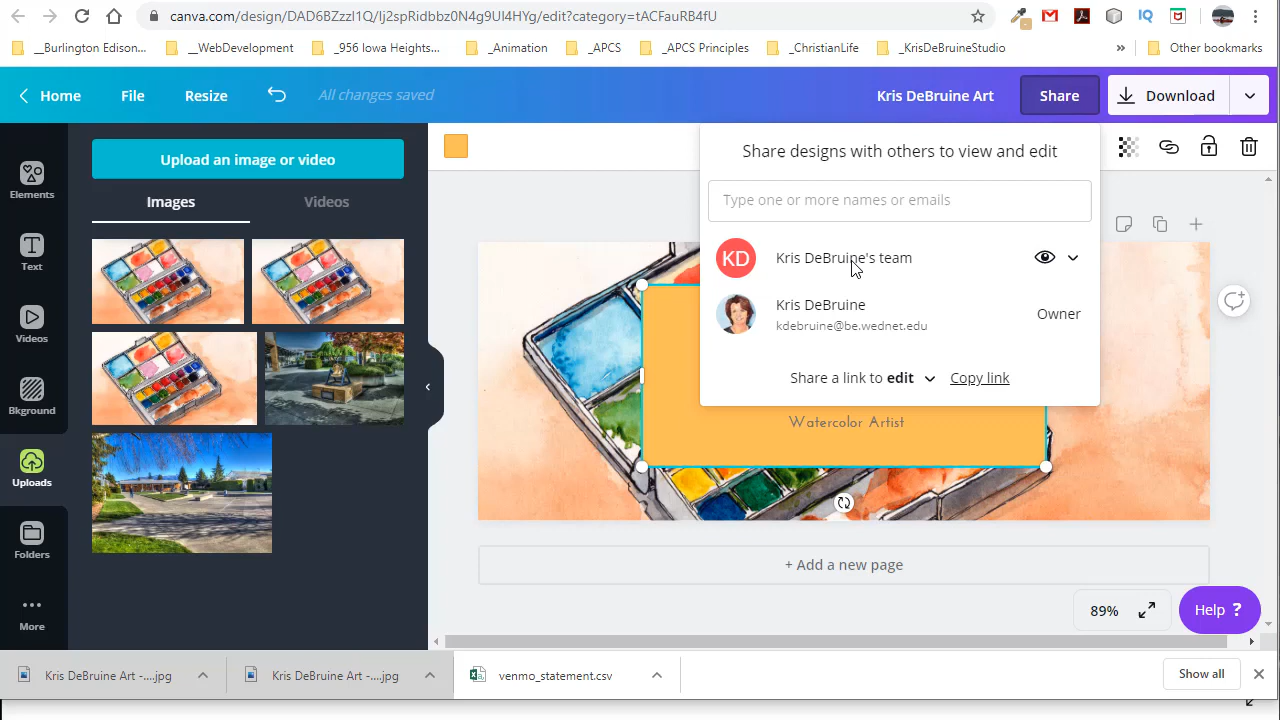 canva.com/design/DAD6BZzzI1Q/B2spRidbbz0N4g9Ul4HYg/edit?category=tACFauRB4fU
__Burlington Edison...
__WebDevelopment
_956 Iowa Heights...
_Animation
_APCS
_APCS Principles
_ChristianLife
_KrisDeBruineStudio
»
Other bookmarks
Home
File
Resize
All changes saved
Kris DeBruine Art
Share
Download
Elements
Text
Videos
Bkground
Uploads
Folders
More
Upload an image or video
Images
Videos
Share designs with others to view and edit
Type one or more names or emails
KD
Kris DeBruine's team
Kris DeBruine
kdebruine@be.wednet.edu
Owner
Share a link to edit
Copy link
Watercolor Artist
+ Add a new page
89%
Help ?
Kris DeBruine Art -....jpg
Kris DeBruine Art -....jpg
venmo_statement.csv
Show all